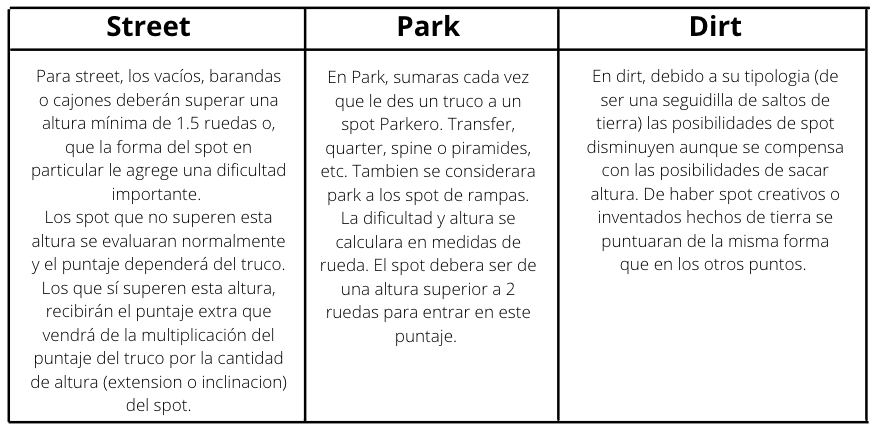 Street
Para street, los vacíos, barandas
o cajones deberán superar una
altura mínima de 1.5 ruedas o,
que la forma del spot en
particular le agrege una dificultad
importante.
Los spot que no superen esta
altura se evaluaran normalmente
y el puntaje dependerá del truco.
Los que sí superen esta altura,
recibirán el puntaje extra que
vendrá de la multiplicación del
puntaje del truco por la cantidad
de altura (extension o inclinacion)
del spot.
Park
En Park, sumaras cada vez
que le des un truco a un
spot Parkero. Transfer,
quarter, spine o piramides,
etc. Tambien se considerara
park a los spot de rampas.
La dificultad y altura se
calculara en medidas de
rueda. El spot debera ser de
una altura superior a 2
ruedas para entrar en este
puntaje.
Dirt
En dirt, debido a su tipologia (de
ser una seguidilla de saltos de
tierra) las posibilidades de spot
disminuyen aunque se compensa
con las posibilidades de sacar
altura. De haber spot creativos o
inventados hechos de tierra se
puntuaran de la misma forma
que en los otros puntos.